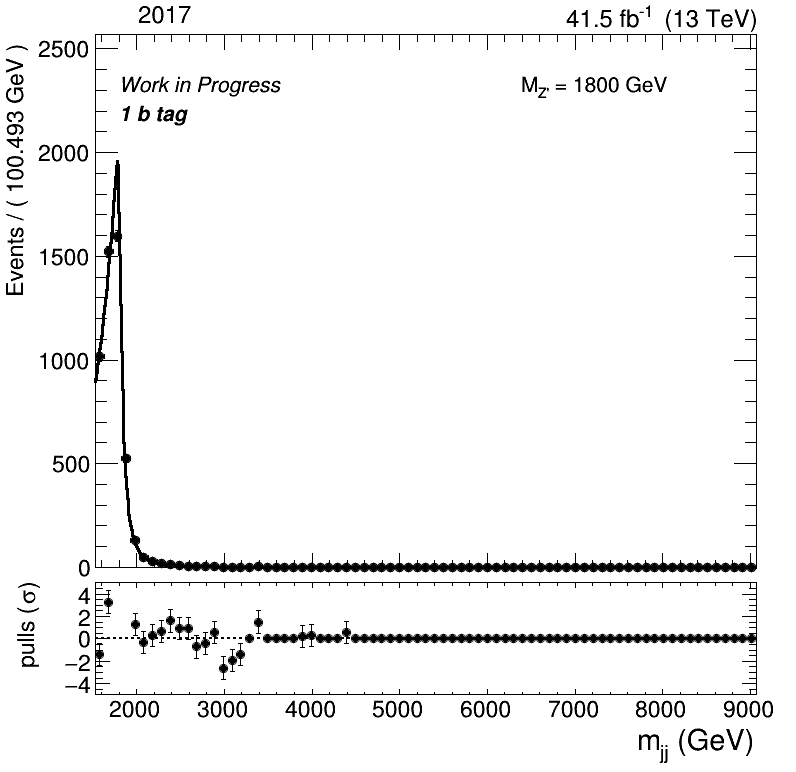 2017
41.5 fb⁻¹ (13 TeV)
Events / ( 100.493 GeV )
2500
2000
1500
1000
500
0
Work in Progress
1 b tag
M_Z' = 1800 GeV
pulls (σ)
4
2
0
−2
−4
2000 3000 4000 5000 6000 7000 8000 9000
m_jj (GeV)